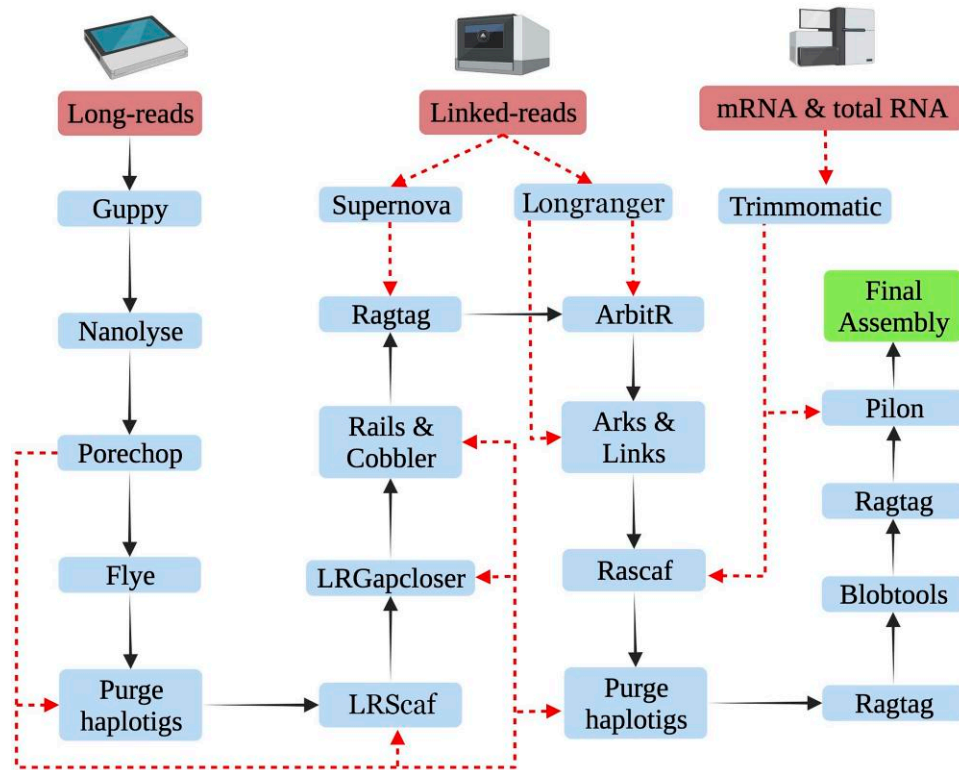 Long-reads
Linked-reads
mRNA & total RNA
Guppy
Supernova
Longranger
Trimmomatic
Nanolyse
Ragtag
ArbitR
Final
Assembly
Porechop
Rails &
Cobbler
Arks &
Links
Pilon
Ragtag
Flye
LRGapcloser
Rascaf
Blobtools
Purge
haplotigs
LRScaf
Purge
haplotigs
Ragtag